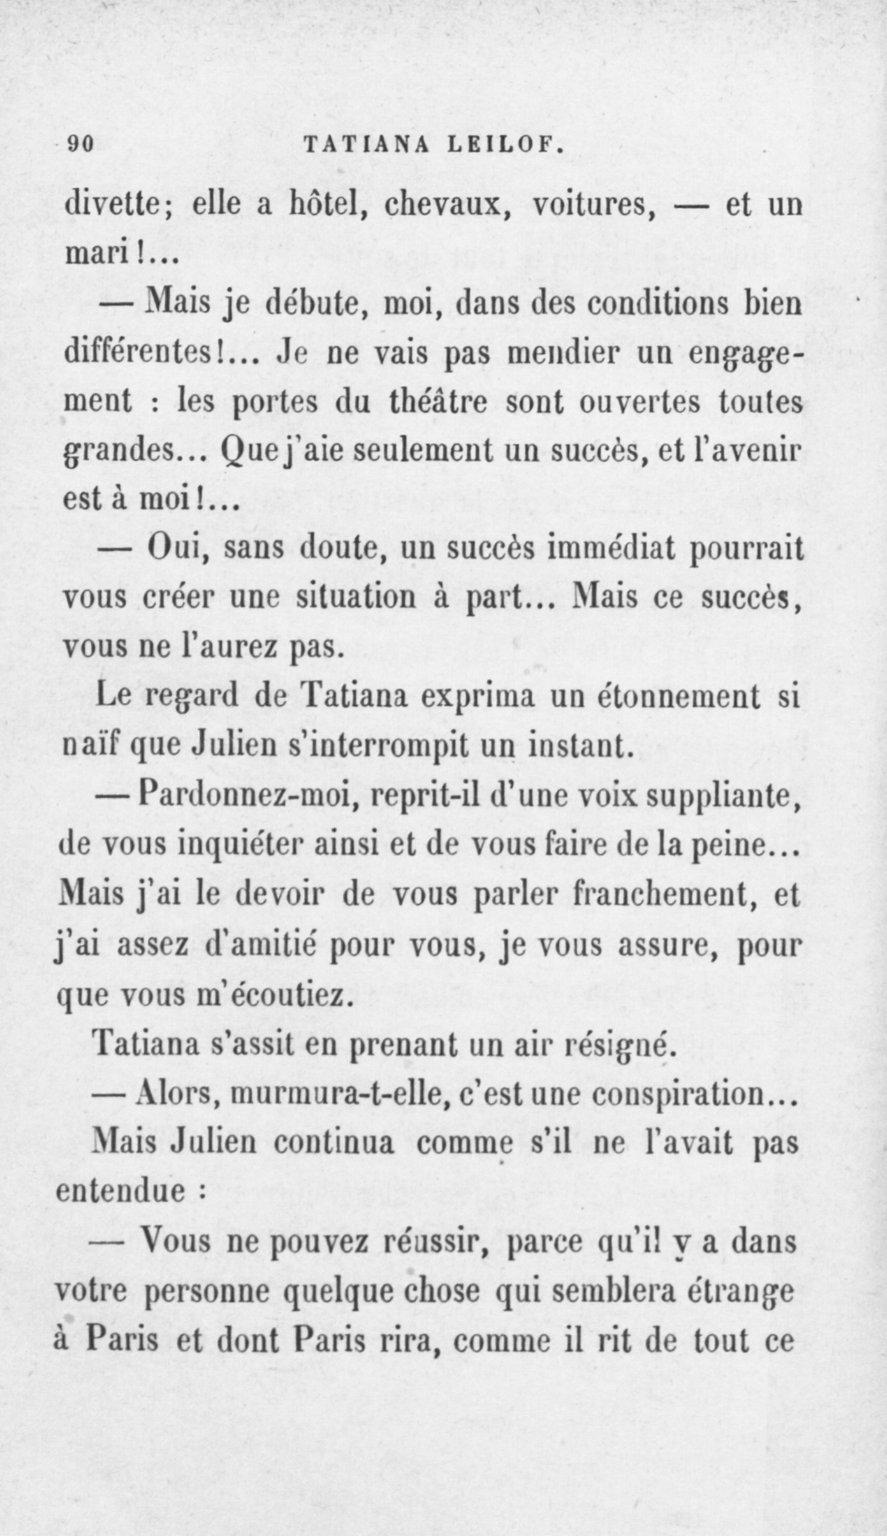 90 TATIANA LEILOF.
divette; elle a hôtel, chevaux, voitures, — et un
mari !...
— Mais je débute, moi, dans des conditions bien
différentes!... Je ne vais pas mendier un engage-
ment : les portes du théâtre sont ouvertes toutes
grandes... Que j'aie seulement un succès, et l'avenir
est à moi!...
— Oui, sans doute, un succès immédiat pourrait
vous créer une situation à part... Mais ce succès,
vous ne l'aurez pas.
Le regard de Tatiana exprima un étonnement si
naïf que Julien s'interrompit un instant.
— Pardonnez-moi, reprit-il d'une voix suppliante,
de vous inquiéter ainsi et de vous faire de la peine...
Mais j'ai le devoir de vous parler franchement, et
j'ai assez d'amitié pour vous, je vous assure, pour
que vous m'écoutiez.
Tatiana s'assit en prenant un air résigné.
— Alors, murmura-t-elle, c'est une conspiration...
Mais Julien continua comme s'il ne l'avait pas
entendue :
— Vous ne pouvez réussir, parce qu'il y a dans
votre personne quelque chose qui semblera étrange
à Paris et dont Paris rira, comme il rit de tout ce